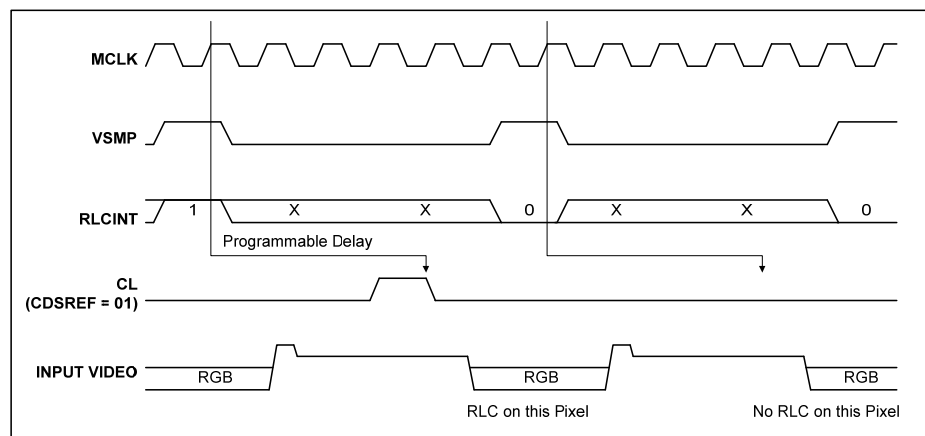 MCLK
VSMP
RLCINT
1 X X 0 X X 0
Programmable Delay
CL
(CDSREF = 01)
INPUT VIDEO
RGB RGB RGB
RLC on this Pixel No RLC on this Pixel